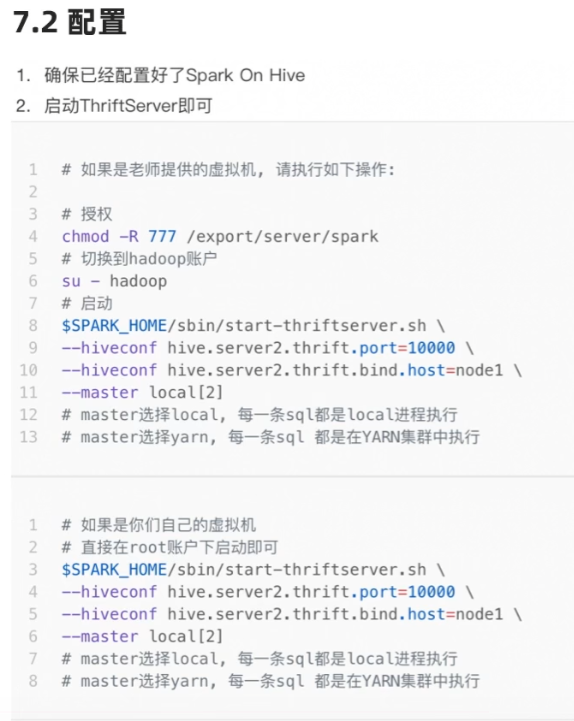 7.2 配置
1. 确保已经配置好了Spark On Hive
2. 启动ThriftServer即可
1 # 如果是老师提供的虚拟机, 请执行如下操作:
2
3 # 授权
4 chmod -R 777 /export/server/spark
5 # 切换到hadoop账户
6 su - hadoop
7 # 启动
8 $SPARK_HOME/sbin/start-thriftserver.sh \
9 --hiveconf hive.server2.thrift.port=10000 \
10 --hiveconf hive.server2.thrift.bind.host=node1 \
11 --master local[2]
12 # master选择local, 每一条sql都是local进程执行
13 # master选择yarn, 每一条sql 都是在YARN集群中执行
1 # 如果是你们自己的虚拟机
2 # 直接在root账户下启动即可
3 $SPARK_HOME/sbin/start-thriftserver.sh \
4 --hiveconf hive.server2.thrift.port=10000 \
5 --hiveconf hive.server2.thrift.bind.host=node1 \
6 --master local[2]
7 # master选择local, 每一条sql都是local进程执行
8 # master选择yarn, 每一条sql 都是在YARN集群中执行